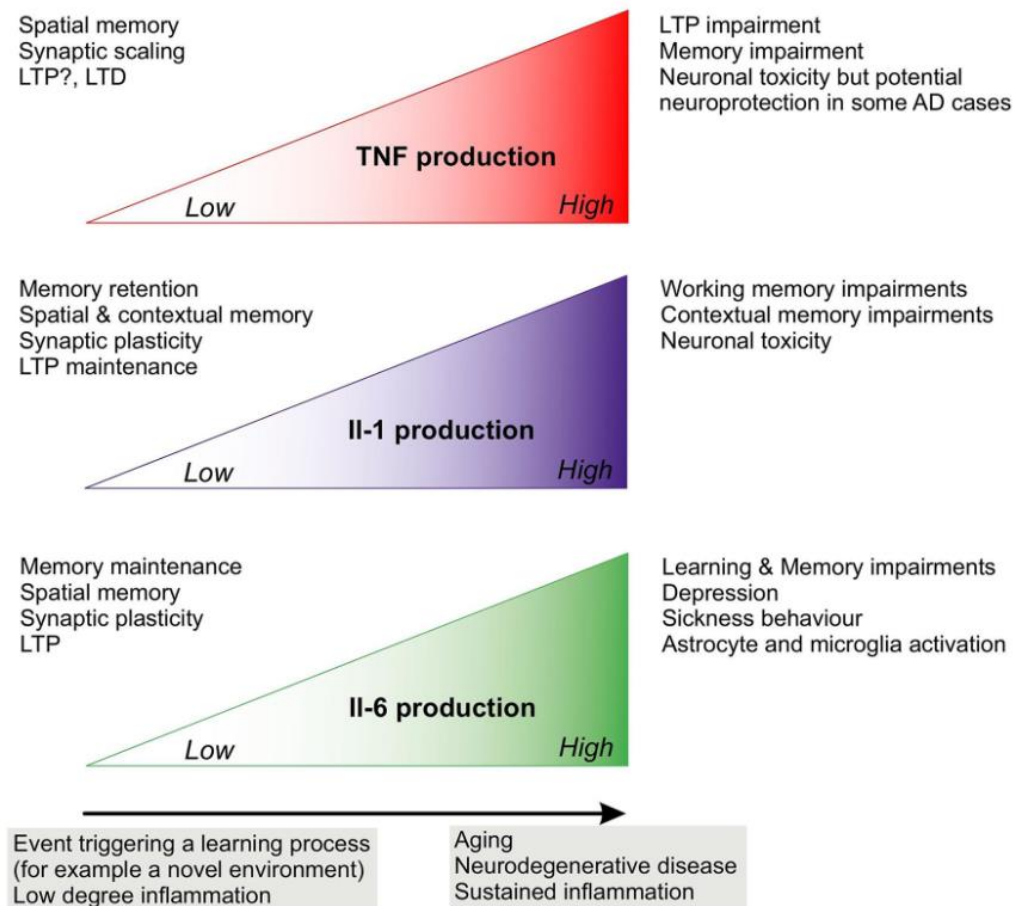 Spatial memory
Synaptic scaling
LTP?, LTD
LTP impairment
Memory impairment
Neuronal toxicity but potential
neuroprotection in some AD cases
TNF production
Low
High
Memory retention
Spatial & contextual memory
Synaptic plasticity
LTP maintenance
Working memory impairments
Contextual memory impairments
Neuronal toxicity
Il-1 production
Low
High
Memory maintenance
Spatial memory
Synaptic plasticity
LTP
Learning & Memory impairments
Depression
Sickness behaviour
Astrocyte and microglia activation
Il-6 production
Low
High
Event triggering a learning process
(for example a novel environment)
Low degree inflammation
Aging
Neurodegenerative disease
Sustained inflammation